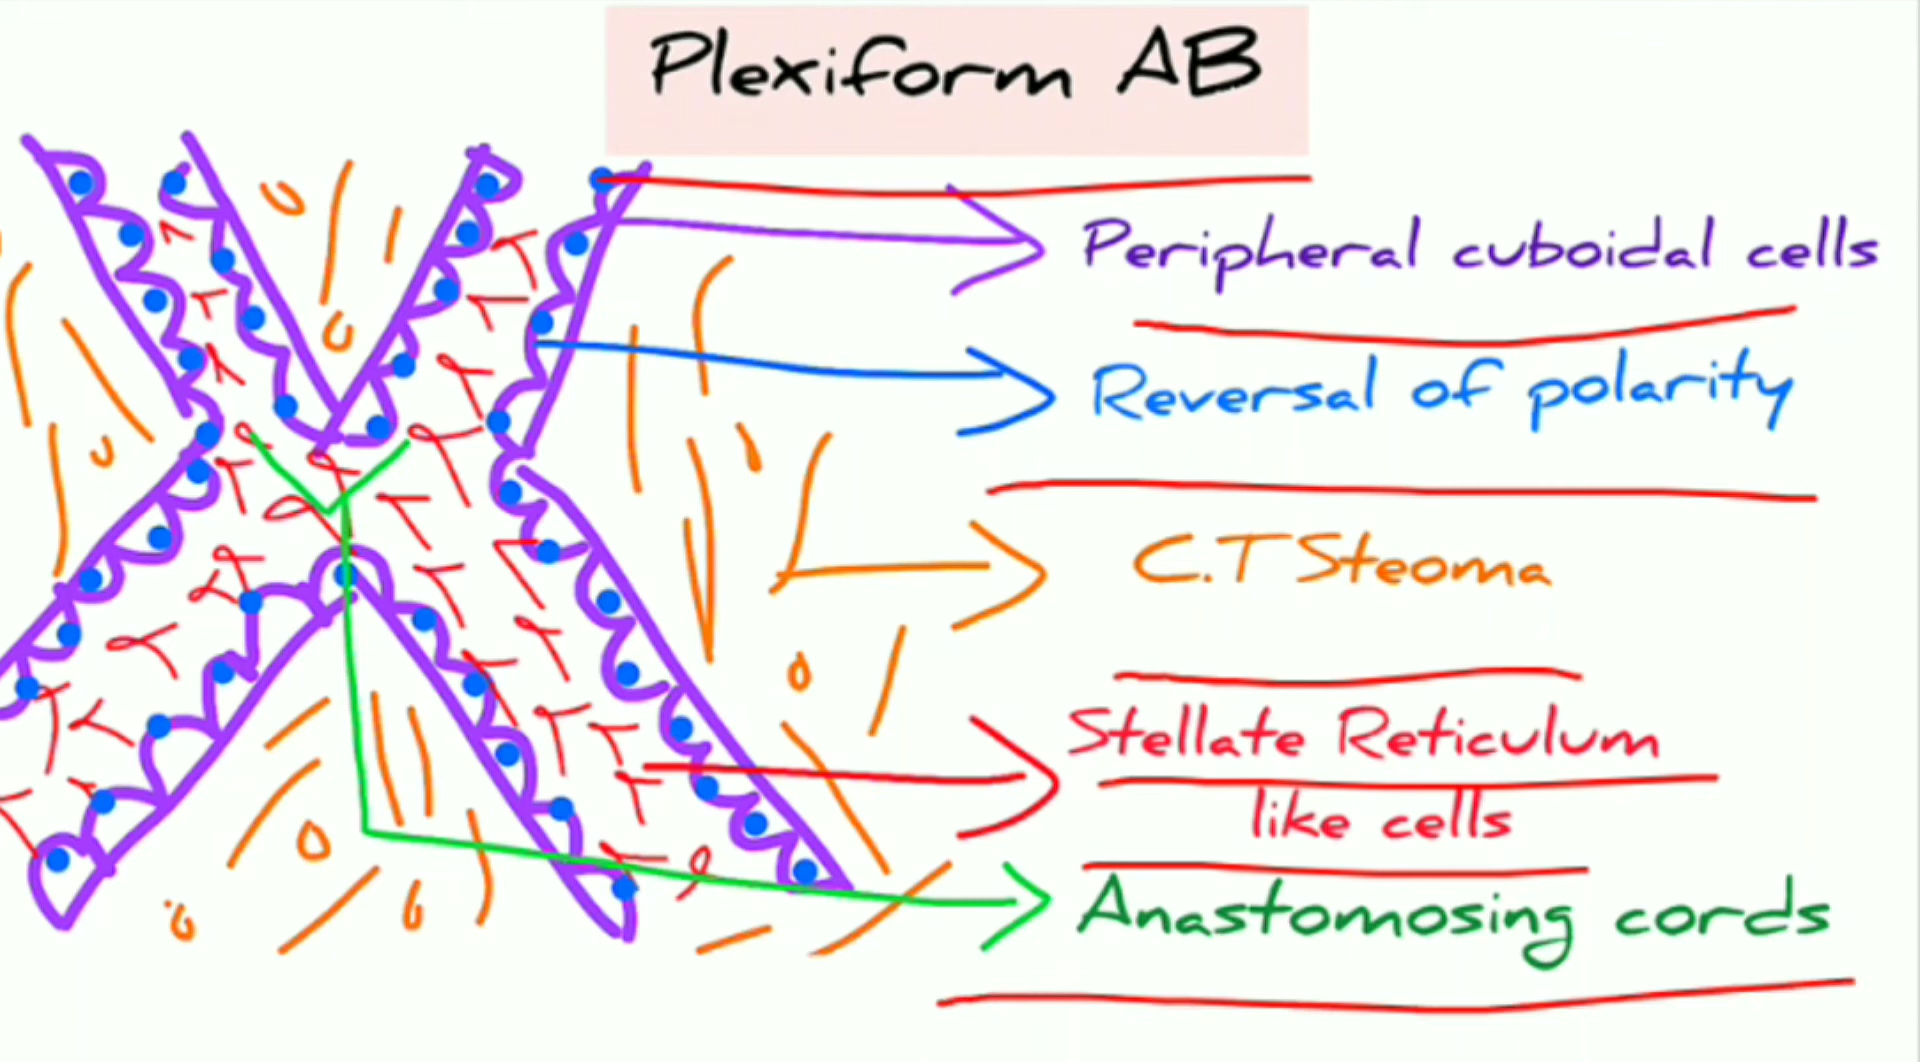 Plexiform AB
Peripheral cuboidal cells
Reversal of polarity
C.T Steoma
Stellate Reticulum
like cells
Anastomosing cords